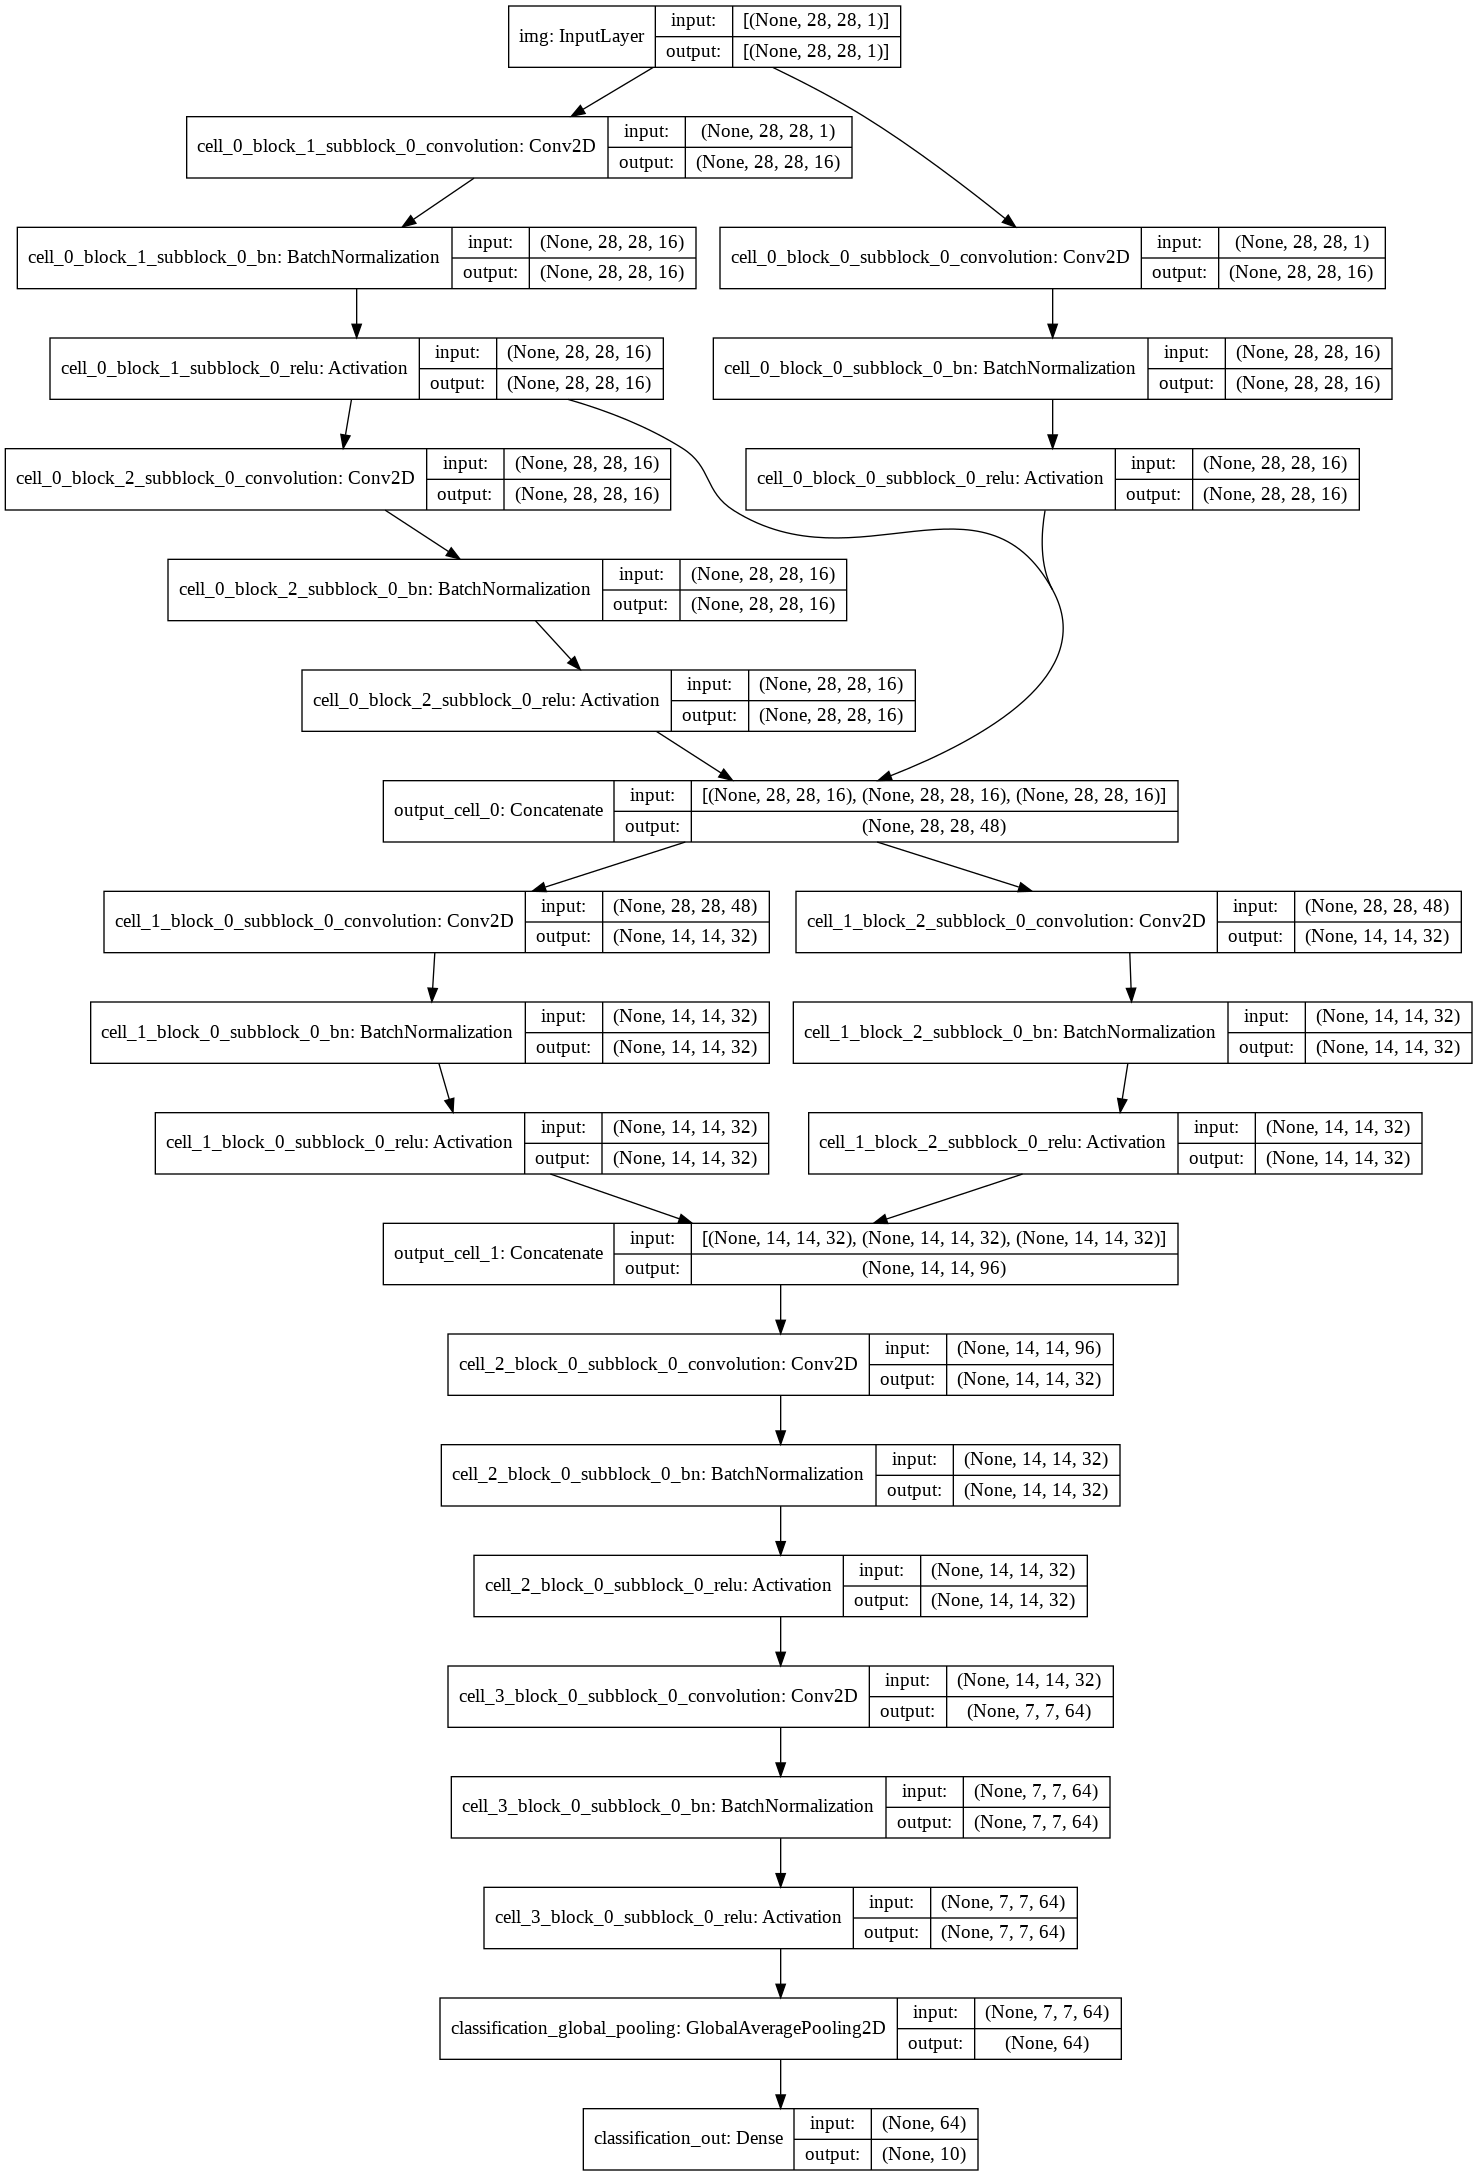 img: InputLayer
input:
[(None, 28, 28, 1)]
output:
[(None, 28, 28, 1)]
cell_0_block_1_subblock_0_convolution: Conv2D
input:
(None, 28, 28, 1)
output:
(None, 28, 28, 16)
cell_0_block_1_subblock_0_bn: BatchNormalization
input:
(None, 28, 28, 16)
output:
(None, 28, 28, 16)
cell_0_block_0_subblock_0_convolution: Conv2D
input:
(None, 28, 28, 1)
output:
(None, 28, 28, 16)
cell_0_block_1_subblock_0_relu: Activation
input:
(None, 28, 28, 16)
output:
(None, 28, 28, 16)
cell_0_block_0_subblock_0_bn: BatchNormalization
input:
(None, 28, 28, 16)
output:
(None, 28, 28, 16)
cell_0_block_2_subblock_0_convolution: Conv2D
input:
(None, 28, 28, 16)
output:
(None, 28, 28, 16)
cell_0_block_0_subblock_0_relu: Activation
input:
(None, 28, 28, 16)
output:
(None, 28, 28, 16)
cell_0_block_2_subblock_0_bn: BatchNormalization
input:
(None, 28, 28, 16)
output:
(None, 28, 28, 16)
cell_0_block_2_subblock_0_relu: Activation
input:
(None, 28, 28, 16)
output:
(None, 28, 28, 16)
output_cell_0: Concatenate
input:
[(None, 28, 28, 16), (None, 28, 28, 16), (None, 28, 28, 16)]
output:
(None, 28, 28, 48)
cell_1_block_0_subblock_0_convolution: Conv2D
input:
(None, 28, 28, 48)
output:
(None, 14, 14, 32)
cell_1_block_2_subblock_0_convolution: Conv2D
input:
(None, 28, 28, 48)
output:
(None, 14, 14, 32)
cell_1_block_0_subblock_0_bn: BatchNormalization
input:
(None, 14, 14, 32)
output:
(None, 14, 14, 32)
cell_1_block_2_subblock_0_bn: BatchNormalization
input:
(None, 14, 14, 32)
output:
(None, 14, 14, 32)
cell_1_block_0_subblock_0_relu: Activation
input:
(None, 14, 14, 32)
output:
(None, 14, 14, 32)
cell_1_block_2_subblock_0_relu: Activation
input:
(None, 14, 14, 32)
output:
(None, 14, 14, 32)
output_cell_1: Concatenate
input:
[(None, 14, 14, 32), (None, 14, 14, 32), (None, 14, 14, 32)]
output:
(None, 14, 14, 96)
cell_2_block_0_subblock_0_convolution: Conv2D
input:
(None, 14, 14, 96)
output:
(None, 14, 14, 32)
cell_2_block_0_subblock_0_bn: BatchNormalization
input:
(None, 14, 14, 32)
output:
(None, 14, 14, 32)
cell_2_block_0_subblock_0_relu: Activation
input:
(None, 14, 14, 32)
output:
(None, 14, 14, 32)
cell_3_block_0_subblock_0_convolution: Conv2D
input:
(None, 14, 14, 32)
output:
(None, 7, 7, 64)
cell_3_block_0_subblock_0_bn: BatchNormalization
input:
(None, 7, 7, 64)
output:
(None, 7, 7, 64)
cell_3_block_0_subblock_0_relu: Activation
input:
(None, 7, 7, 64)
output:
(None, 7, 7, 64)
classification_global_pooling: GlobalAveragePooling2D
input:
(None, 7, 7, 64)
output:
(None, 64)
classification_out: Dense
input:
(None, 64)
output:
(None, 10)